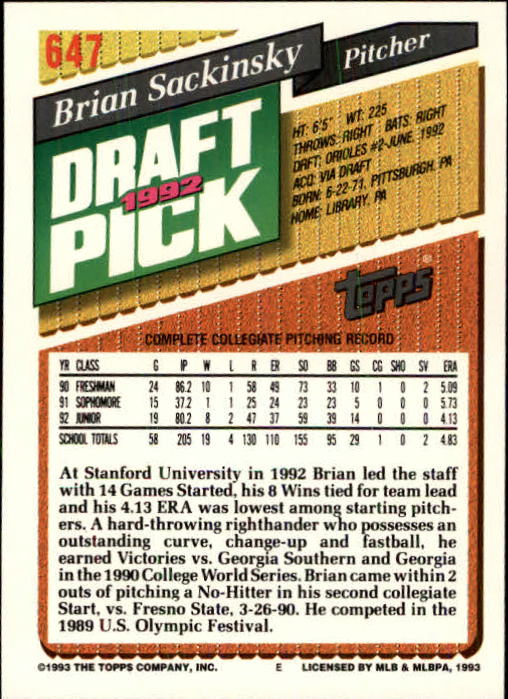 647
Brian Sackinsky
Pitcher
DRAFT
1992
PICK
HT: 6'5" WT: 225
THROWS: RIGHT BATS: RIGHT
DRFT: ORIOLES #2-JUNE, 1992
ACQ: VIA DRAFT
BORN: 6-22-71, PITTSBURGH, PA
HOME: LIBRARY, PA
Topps®
COMPLETE COLLEGIATE PITCHING RECORD
YR CLASS G IP W L R ER SO BB GS CG SHO SV ERA
90 FRESHMAN 24 86.2 10 1 58 49 73 33 10 1 0 2 5.09
91 SOPHOMORE 15 37.2 1 1 25 24 23 23 5 0 0 0 5.73
92 JUNIOR 19 80.2 8 2 47 37 59 39 14 0 0 0 4.13
SCHOOL TOTALS 58 205 19 4 130 110 155 95 29 1 0 2 4.83
At Stanford University in 1992 Brian led the staff
with 14 Games Started, his 8 Wins tied for team lead
and his 4.13 ERA was lowest among starting pitch-
ers. A hard-throwing righthander who possesses an
outstanding curve, change-up and fastball, he
earned Victories vs. Georgia Southern and Georgia
in the 1990 College World Series. Brian came within 2
outs of pitching a No-Hitter in his second collegiate
Start, vs. Fresno State, 3-26-90. He competed in the
1989 U.S. Olympic Festival.
©1993 THE TOPPS COMPANY, INC. E LICENSED BY MLB & MLBPA, 1993